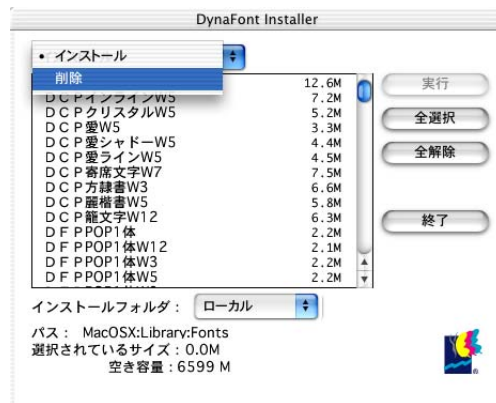 DynaFont Installer
• インストール
削除
12.6M
DCPインラインW5 7.2M
DCPクリスタルW5 5.2M
DCP愛W5 3.3M
DCP愛シャドーW5 4.4M
DCP愛ラインW5 4.5M
DCP寄席文字W7 7.5M
DCP方隷書W3 6.6M
DCP麗楷書W5 5.8M
DCP籠文字W12 6.3M
DFPPOP1体 2.2M
DFPPOP1体W12 2.1M
DFPPOP1体W3 2.2M
DFPPOP1体W5 2.2M
実行
全選択
全解除
終了
インストールフォルダ： ローカル
パス： MacOSX:Library:Fonts
選択されているサイズ：0.0M
空き容量：6599 M